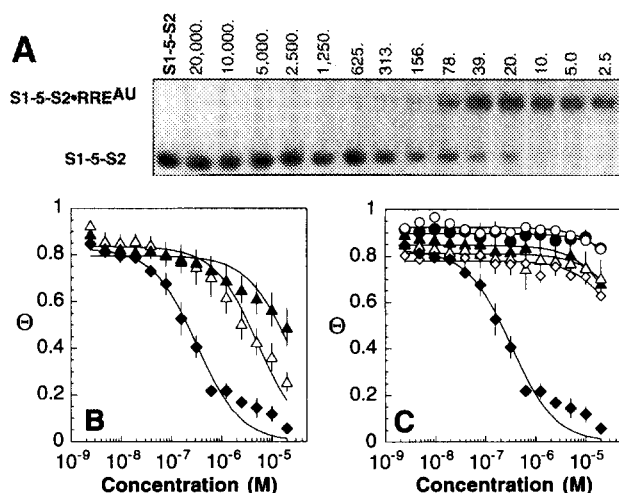 A
S1-5-S2
20,000.
10,000.
5,000.
2,500.
1,250.
625.
313.
156.
78.
39.
20.
10.
5.0
2.5
S1-5-S2•RRE^AU
S1-5-S2
1
0.8
0.6
Θ
0.4
0.2
0
B
10⁻⁹ 10⁻⁸ 10⁻⁷ 10⁻⁶ 10⁻⁵
Concentration (M)
1
0.8
0.6
Θ
0.4
0.2
0
C
10⁻⁹ 10⁻⁸ 10⁻⁷ 10⁻⁶ 10⁻⁵
Concentration (M)